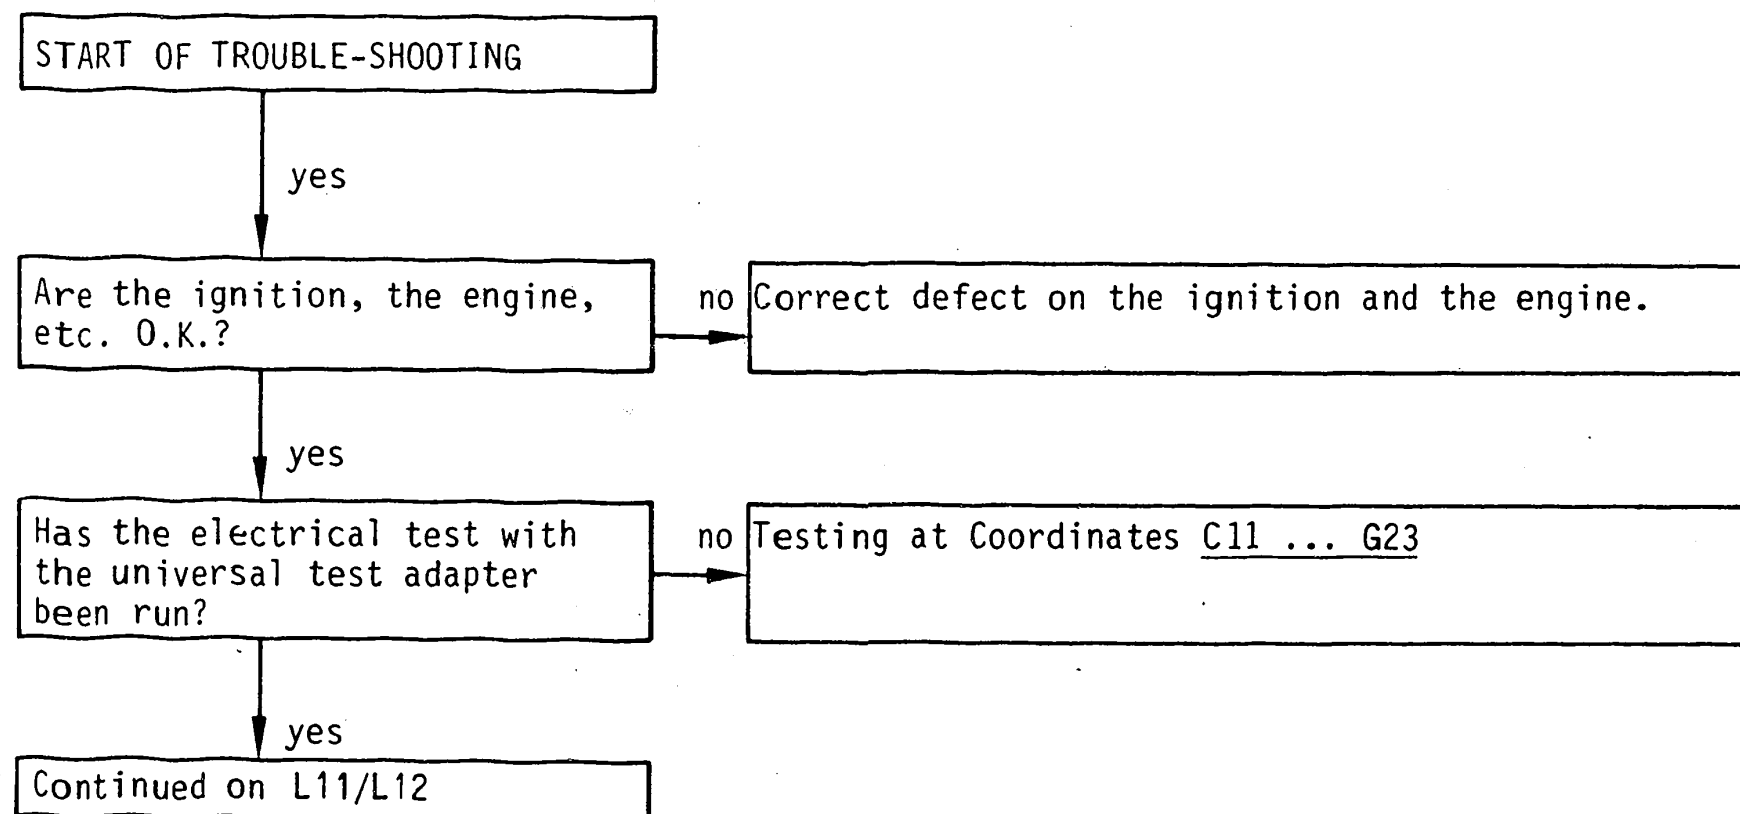 START OF TROUBLE-SHOOTING
yes
Are the ignition, the engine,
etc. O.K.?
no
Correct defect on the ignition and the engine.
yes
Has the electrical test with
the universal test adapter
been run?
no
Testing at Coordinates C11 ... G23
yes
Continued on L11/L12